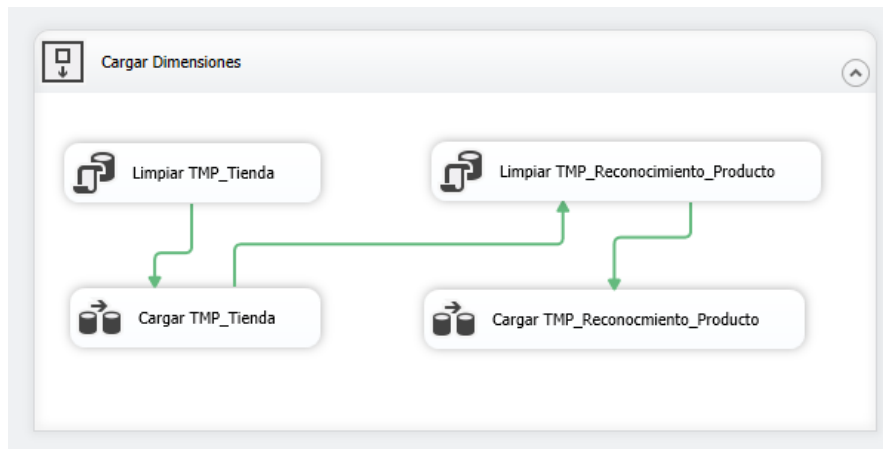 Cargar Dimensiones
Limpiar TMP_Tienda
Limpiar TMP_Reconocimiento_Producto
Cargar TMP_Tienda
Cargar TMP_Reconocmiento_Producto